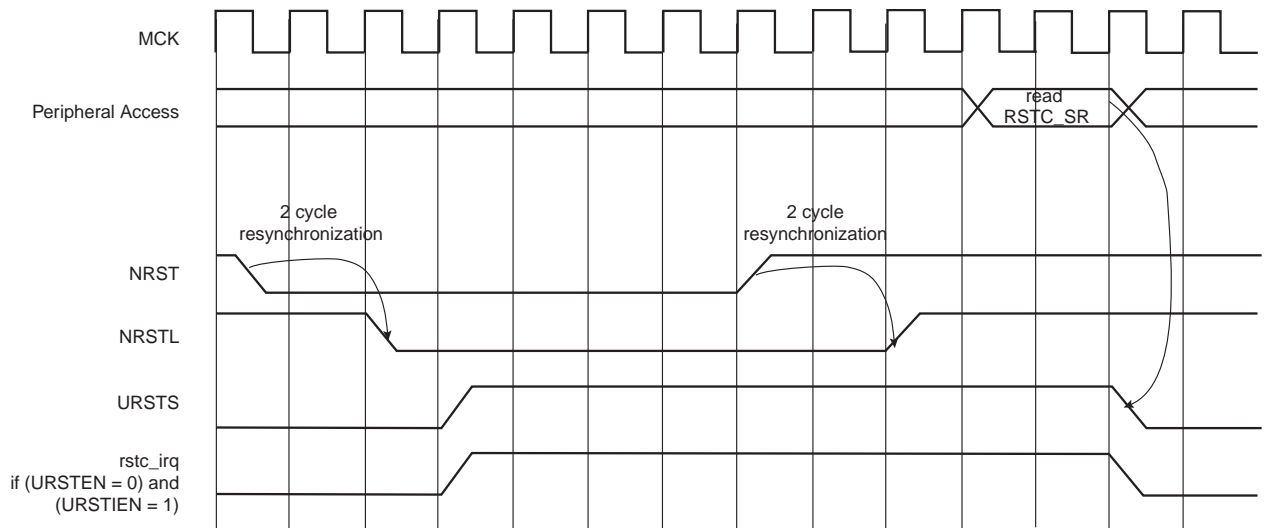 MCK
Peripheral Access
read
RSTC_SR
2 cycle
resynchronization
2 cycle
resynchronization
NRST
NRSTL
URSTS
rstc_irq
if (URSTEN = 0) and
(URSTIEN = 1)